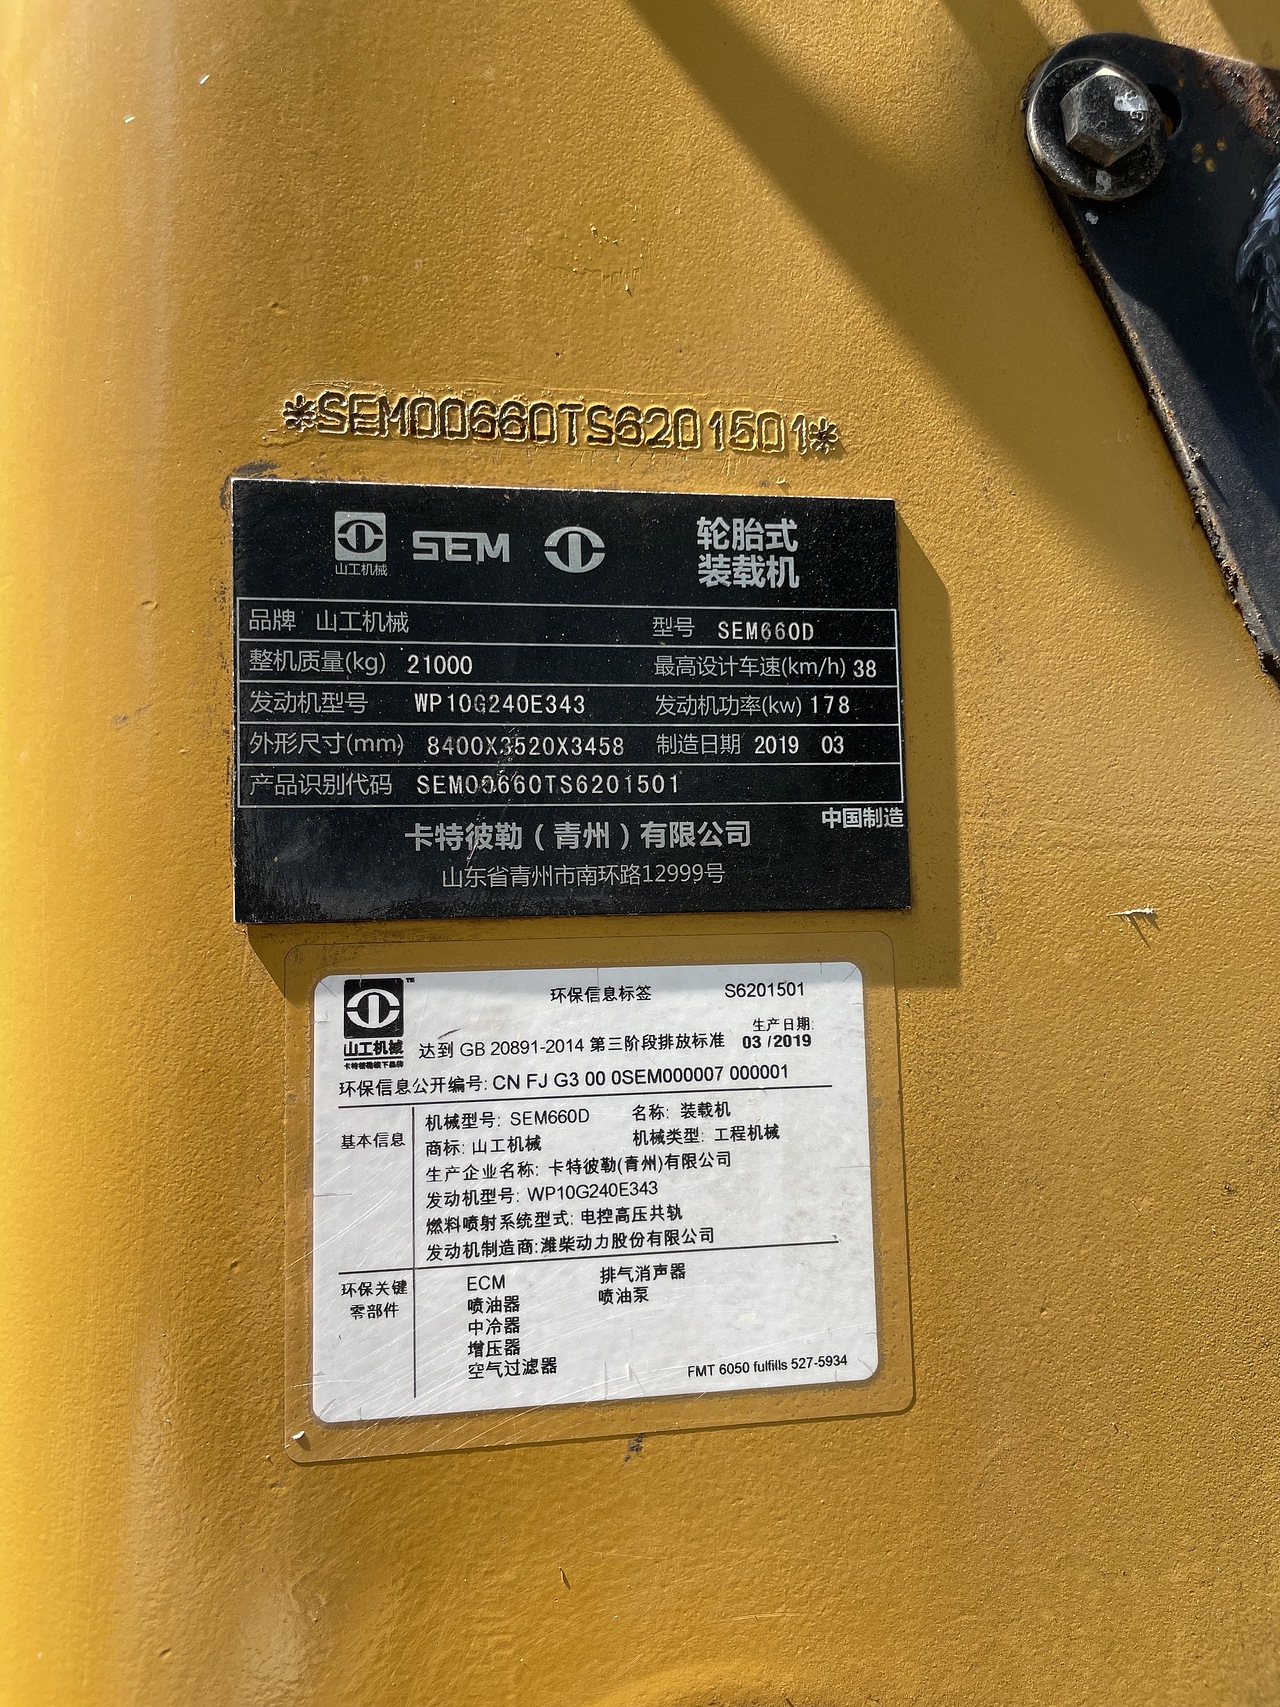 *SEM00660TS6201501*
山工机械 SEM
轮胎式
装载机
品牌 山工机械 型号 SEM660D
整机质量(kg) 21000 最高设计车速(km/h) 38
发动机型号 WP10G240E343 发动机功率(kw) 178
外形尺寸(mm) 8400X3520X3458 制造日期 2019 03
产品识别代码 SEM00660TS6201501
中国制造
卡特彼勒（青州）有限公司
山东省青州市南环路12999号
环保信息标签 S6201501
山工机械
卡特彼勒旗下品牌
生产日期:
达到 GB 20891-2014 第三阶段排放标准 03 /2019
环保信息公开编号: CN FJ G3 00 0SEM000007 000001
基本信息
机械型号: SEM660D 名称: 装载机
商标: 山工机械 机械类型: 工程机械
生产企业名称: 卡特彼勒(青州)有限公司
发动机型号: WP10G240E343
燃料喷射系统型式: 电控高压共轨
发动机制造商:潍柴动力股份有限公司
环保关键
零部件
ECM 排气消声器
喷油器 喷油泵
中冷器
增压器
空气过滤器
FMT 6050 fulfills 527-5934